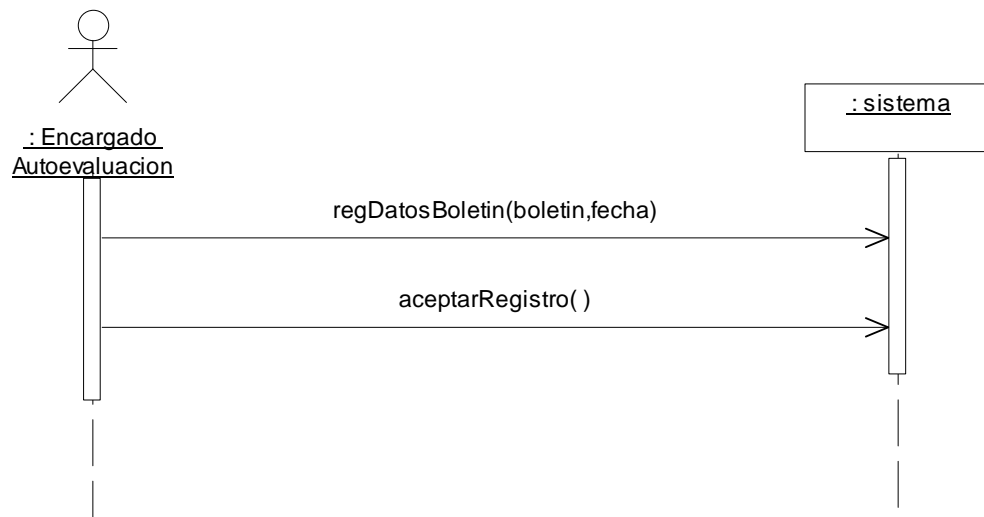 : Encargado
Autoevaluacion
: sistema
regDatosBoletin(boletin,fecha)
aceptarRegistro( )